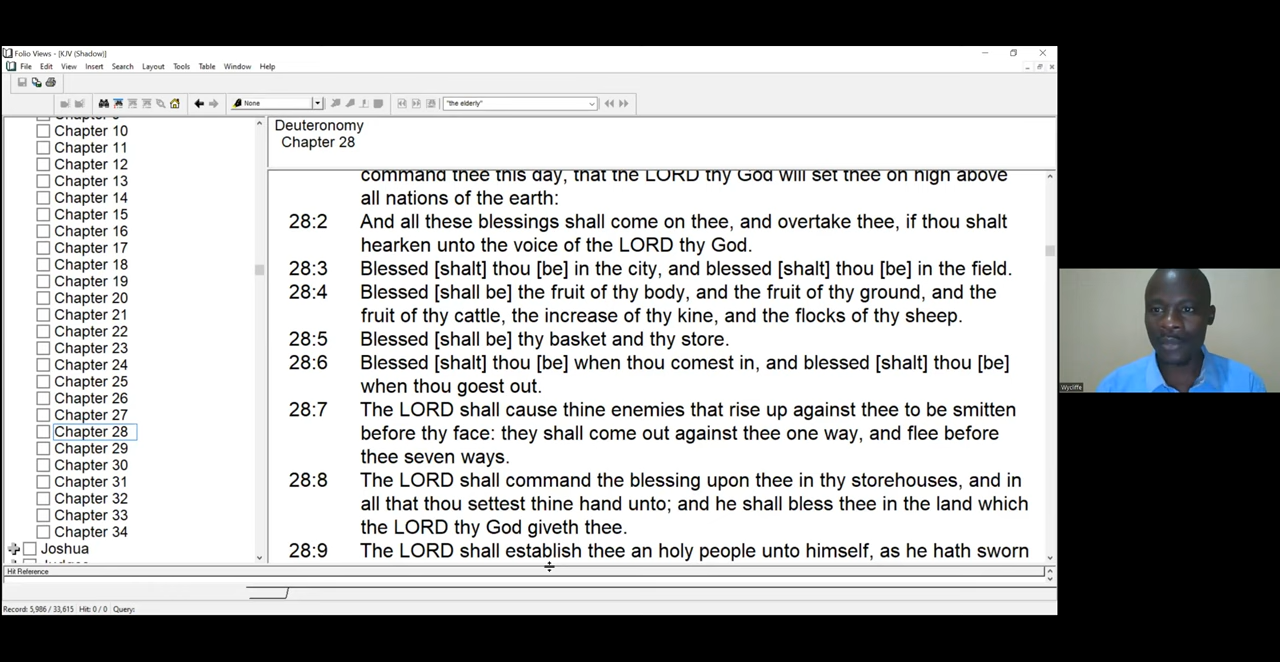 Folio Views - [KJV (Shadow)]
File Edit View Insert Search Layout Tools Table Window Help
None "the elderly"
Chapter 10
Chapter 11
Chapter 12
Chapter 13
Chapter 14
Chapter 15
Chapter 16
Chapter 17
Chapter 18
Chapter 19
Chapter 20
Chapter 21
Chapter 22
Chapter 23
Chapter 24
Chapter 25
Chapter 26
Chapter 27
Chapter 28
Chapter 29
Chapter 30
Chapter 31
Chapter 32
Chapter 33
Chapter 34
Joshua
Deuteronomy
Chapter 28
command thee this day, that the LORD thy God will set thee on high above
all nations of the earth:
28:2 And all these blessings shall come on thee, and overtake thee, if thou shalt
hearken unto the voice of the LORD thy God.
28:3 Blessed [shalt] thou [be] in the city, and blessed [shalt] thou [be] in the field.
28:4 Blessed [shall be] the fruit of thy body, and the fruit of thy ground, and the
fruit of thy cattle, the increase of thy kine, and the flocks of thy sheep.
28:5 Blessed [shall be] thy basket and thy store.
28:6 Blessed [shalt] thou [be] when thou comest in, and blessed [shalt] thou [be]
when thou goest out.
28:7 The LORD shall cause thine enemies that rise up against thee to be smitten
before thy face: they shall come out against thee one way, and flee before
thee seven ways.
28:8 The LORD shall command the blessing upon thee in thy storehouses, and in
all that thou settest thine hand unto; and he shall bless thee in the land which
the LORD thy God giveth thee.
28:9 The LORD shall establish thee an holy people unto himself, as he hath sworn
Hit Reference
Record: 5,986 / 33,615 Hit: 0 / 0 Query:
Wycliffe